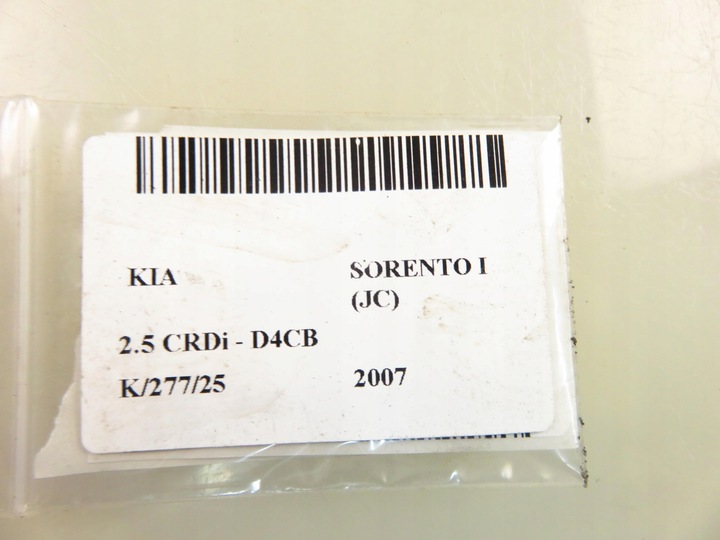 KIA
SORENTO I
(JC)
2.5 CRDi - D4CB
K/277/25
2007